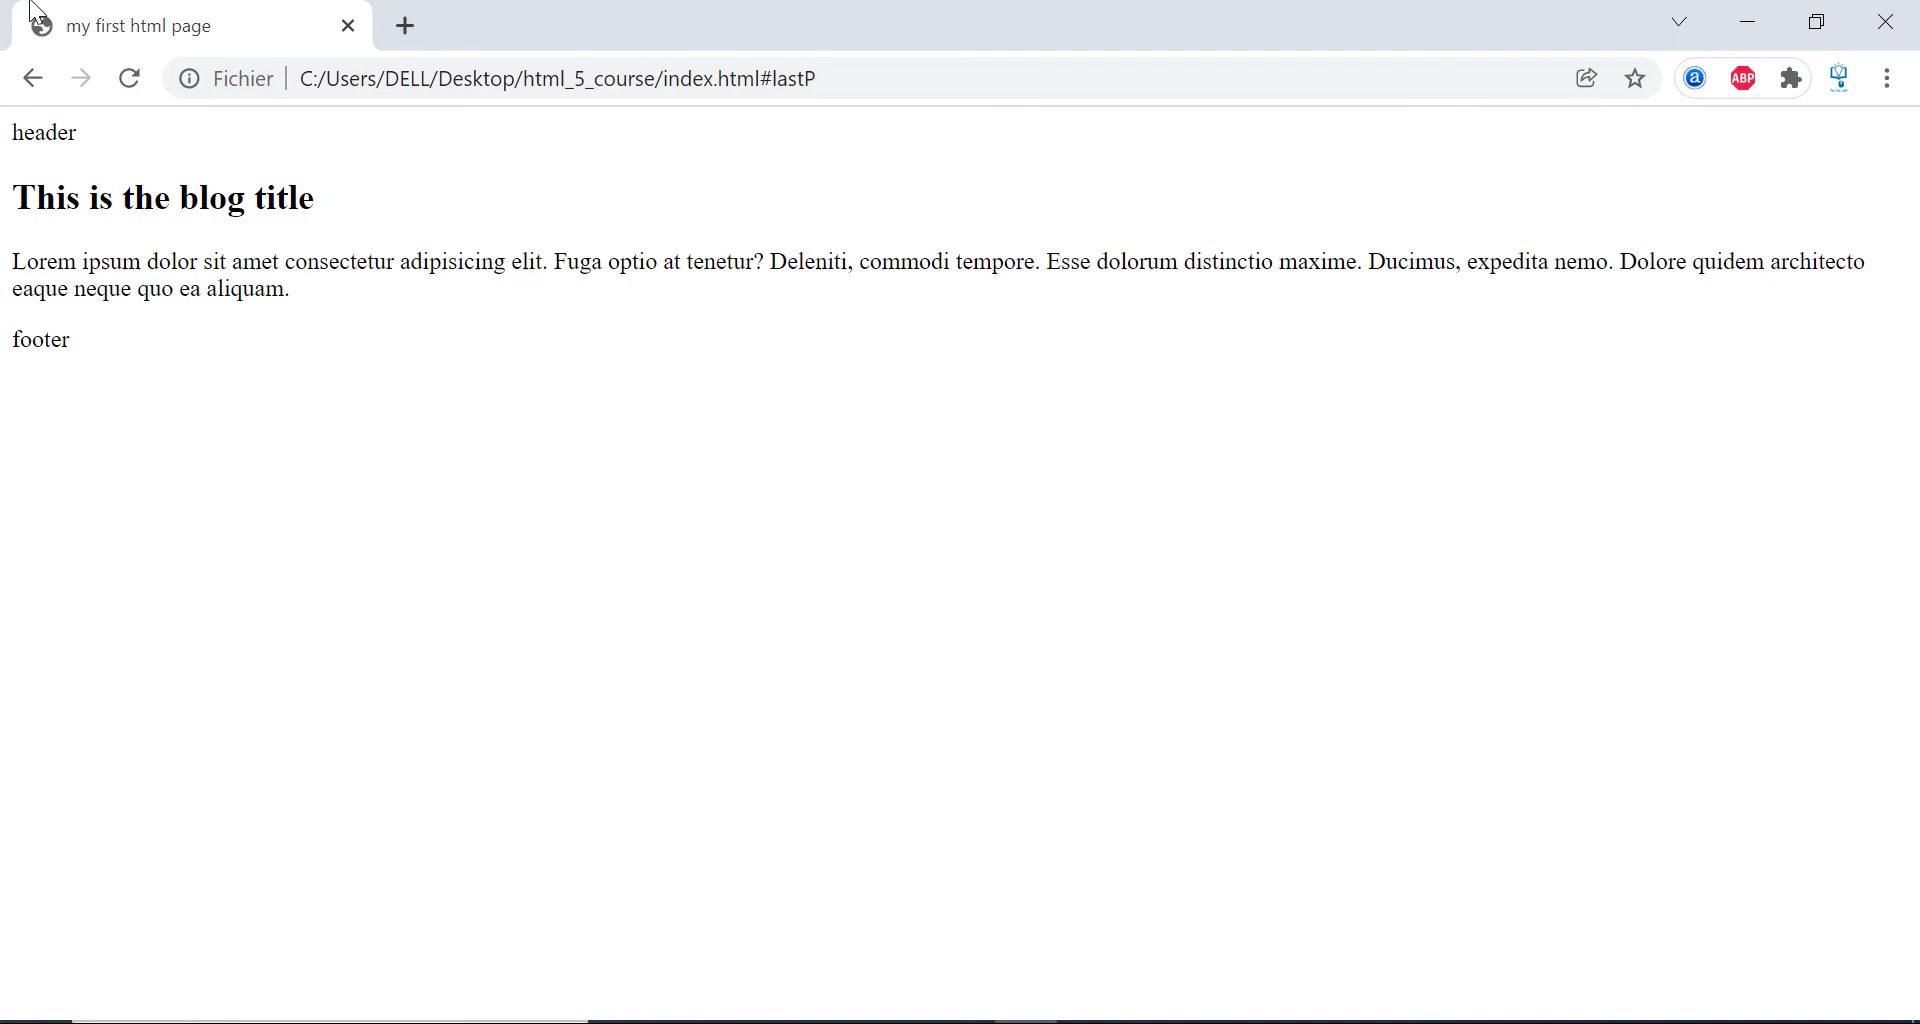 my first html page
Fichier C:/Users/DELL/Desktop/html_5_course/index.html#lastP
a ABP
header
This is the blog title
Lorem ipsum dolor sit amet consectetur adipisicing elit. Fuga optio at tenetur? Deleniti, commodi tempore. Esse dolorum distinctio maxime. Ducimus, expedita nemo. Dolore quidem architecto
eaque neque quo ea aliquam.
footer